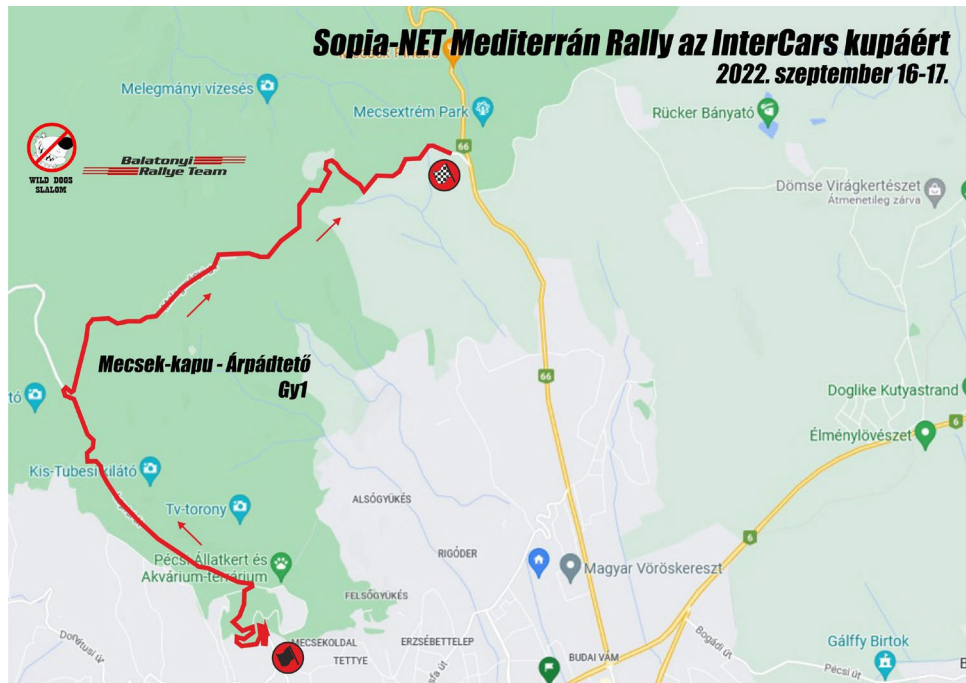 Sopia-NET Mediterrán Rally az InterCars kupáért
2022. szeptember 16-17.
Melegmányi vízesés
Mecsextrém Park
Rücker Bányató
66
WILD DOGS
SLALOM
Balatonyi
Rallye Team
Dömse Virágkertészet
Átmenetileg zárva
Mecsek-kapu - Árpádtető
Gy1
66
tó
Doglike Kutyastrand
6
Élménylövészet
Kis-Tubesi kilátó
Tv-torony
ALSÓGYÜKÉS
6
RIGÓDER
Magyar Vöröskereszt
Pécsi Állatkert és
Akvárium-terrárium
FELSŐGYÜKÉS
MECSEKOLDAL
TETTYE
ERZSÉBETTELEP
BUDAI VÁM
Bogádi út
Gálffy Birtok
Pécsi út